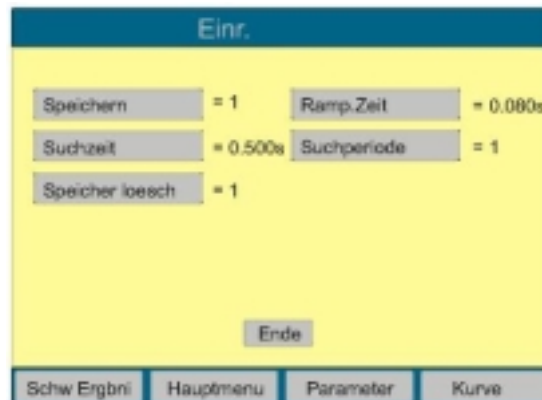 Einr.
Speichern = 1 Ramp.Zeit = 0.080s
Suchzeit = 0.500s Suchperiode = 1
Speicher loesch = 1
Ende
Schw Ergbni Hauptmenu Parameter Kurve